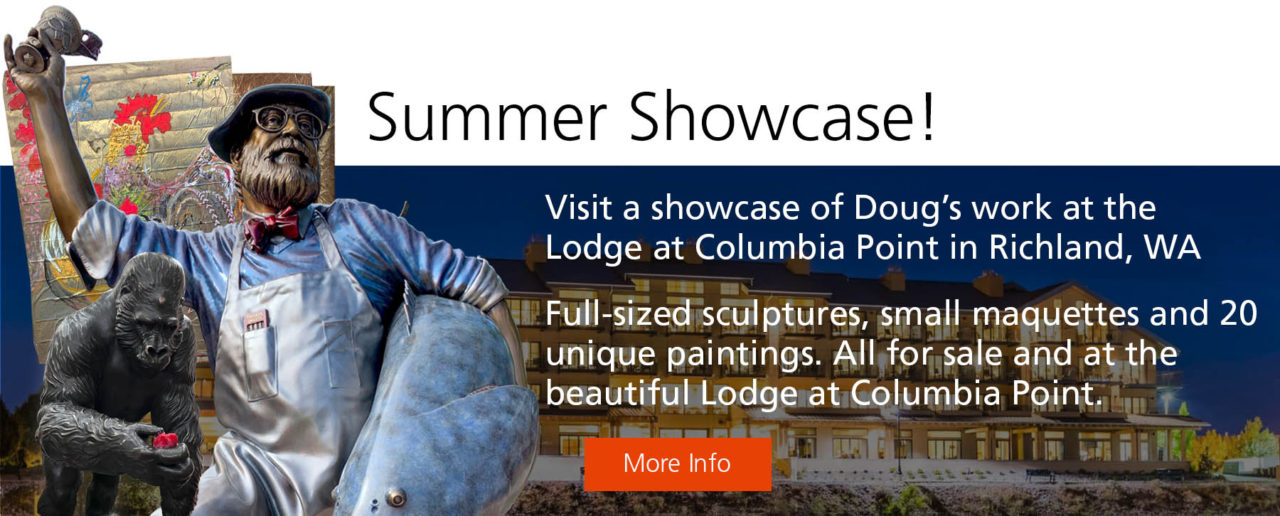 Summer Showcase!
Visit a showcase of Doug’s work at the
Lodge at Columbia Point in Richland, WA
Full-sized sculptures, small maquettes and 20
unique paintings. All for sale and at the
beautiful Lodge at Columbia Point.
More Info